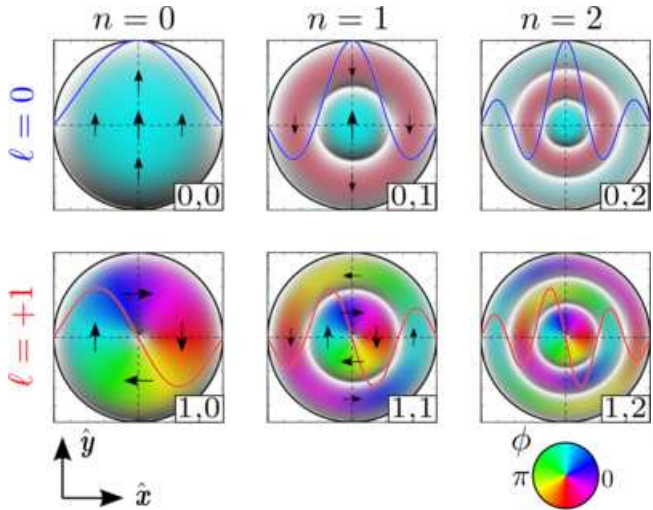 n = 0 n = 1 n = 2
ℓ = 0
0,0 0,1 0,2
ℓ = +1
1,0 1,1 1,2
ŷ
x̂
ϕ
π 0